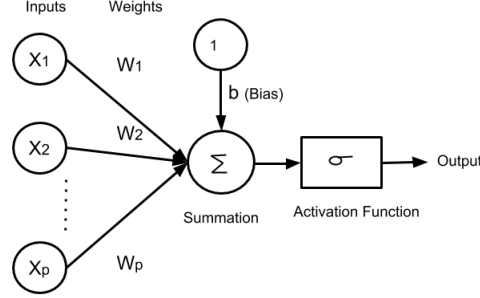 Inputs
Weights
X1
W1
1
b (Bias)
X2
W2
Σ
σ
Output
Summation
Activation Function
Xp
Wp